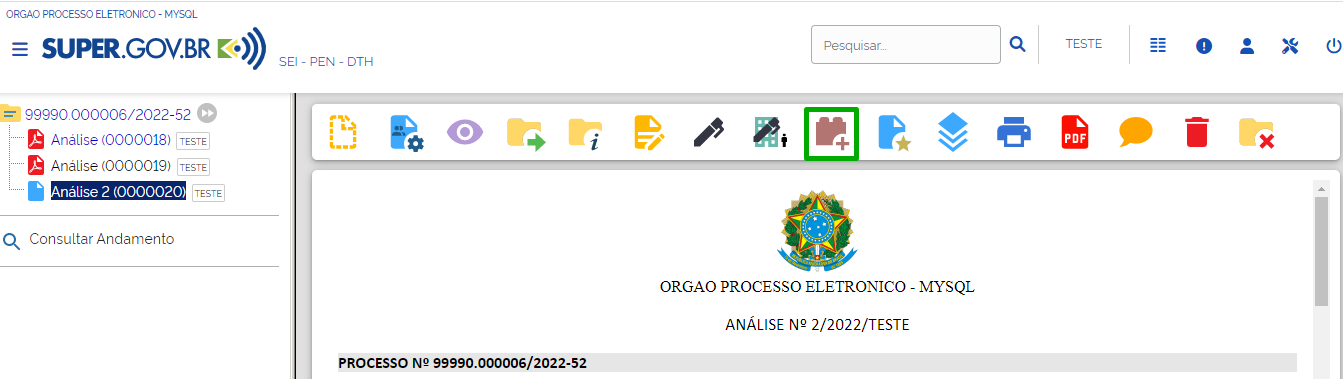 ORGAO PROCESSO ELETRONICO - MYSQL
SUPER.GOV.BR
SEI - PEN - DTH
Pesquisar...
TESTE
99990.000006/2022-52
Análise (0000018) TESTE
Análise (0000019) TESTE
Análise 2 (0000020) TESTE
Consultar Andamento
PDF
ORGAO PROCESSO ELETRONICO - MYSQL
ANÁLISE Nº 2/2022/TESTE
PROCESSO Nº 99990.000006/2022-52